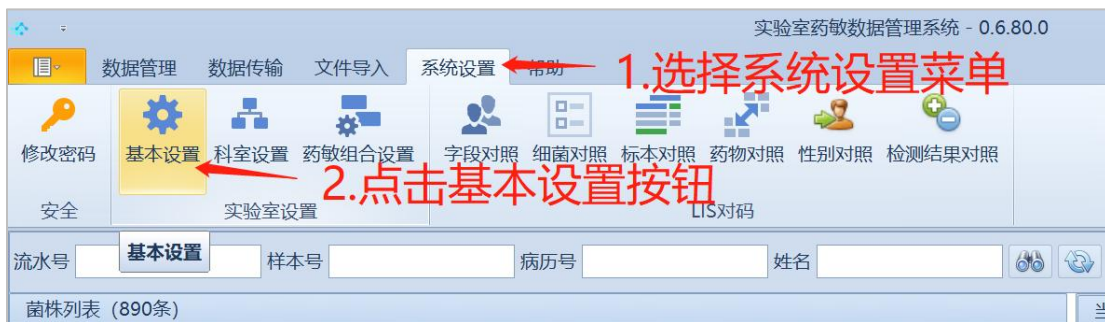 实验室药敏数据管理系统 - 0.6.80.0
数据管理 数据传输 文件导入 系统设置 帮助
1.选择系统设置菜单
修改密码 基本设置 科室设置 药敏组合设置 字段对照 细菌对照 标本对照 药物对照 性别对照 检测结果对照
2.点击基本设置按钮
安全 实验室设置 LIS对码
基本设置
流水号 样本号 病历号 姓名
菌株列表 (890条)